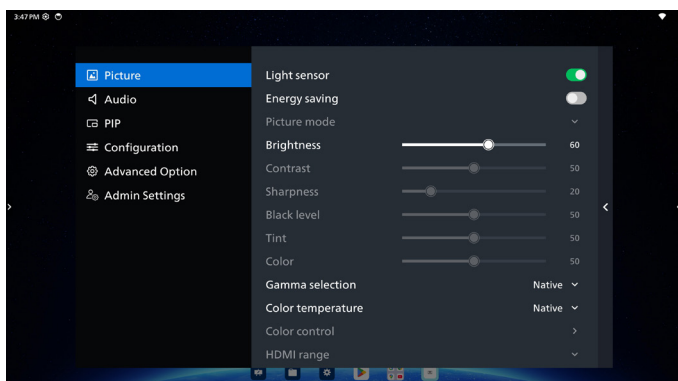 3:47 PM
Picture
Audio
PIP
Configuration
Advanced Option
Admin Settings
Light sensor
Energy saving
Picture mode
Brightness 60
Contrast 50
Sharpness 20
Black level 50
Tint 50
Color 50
Gamma selection Native
Color temperature Native
Color control
HDMI range